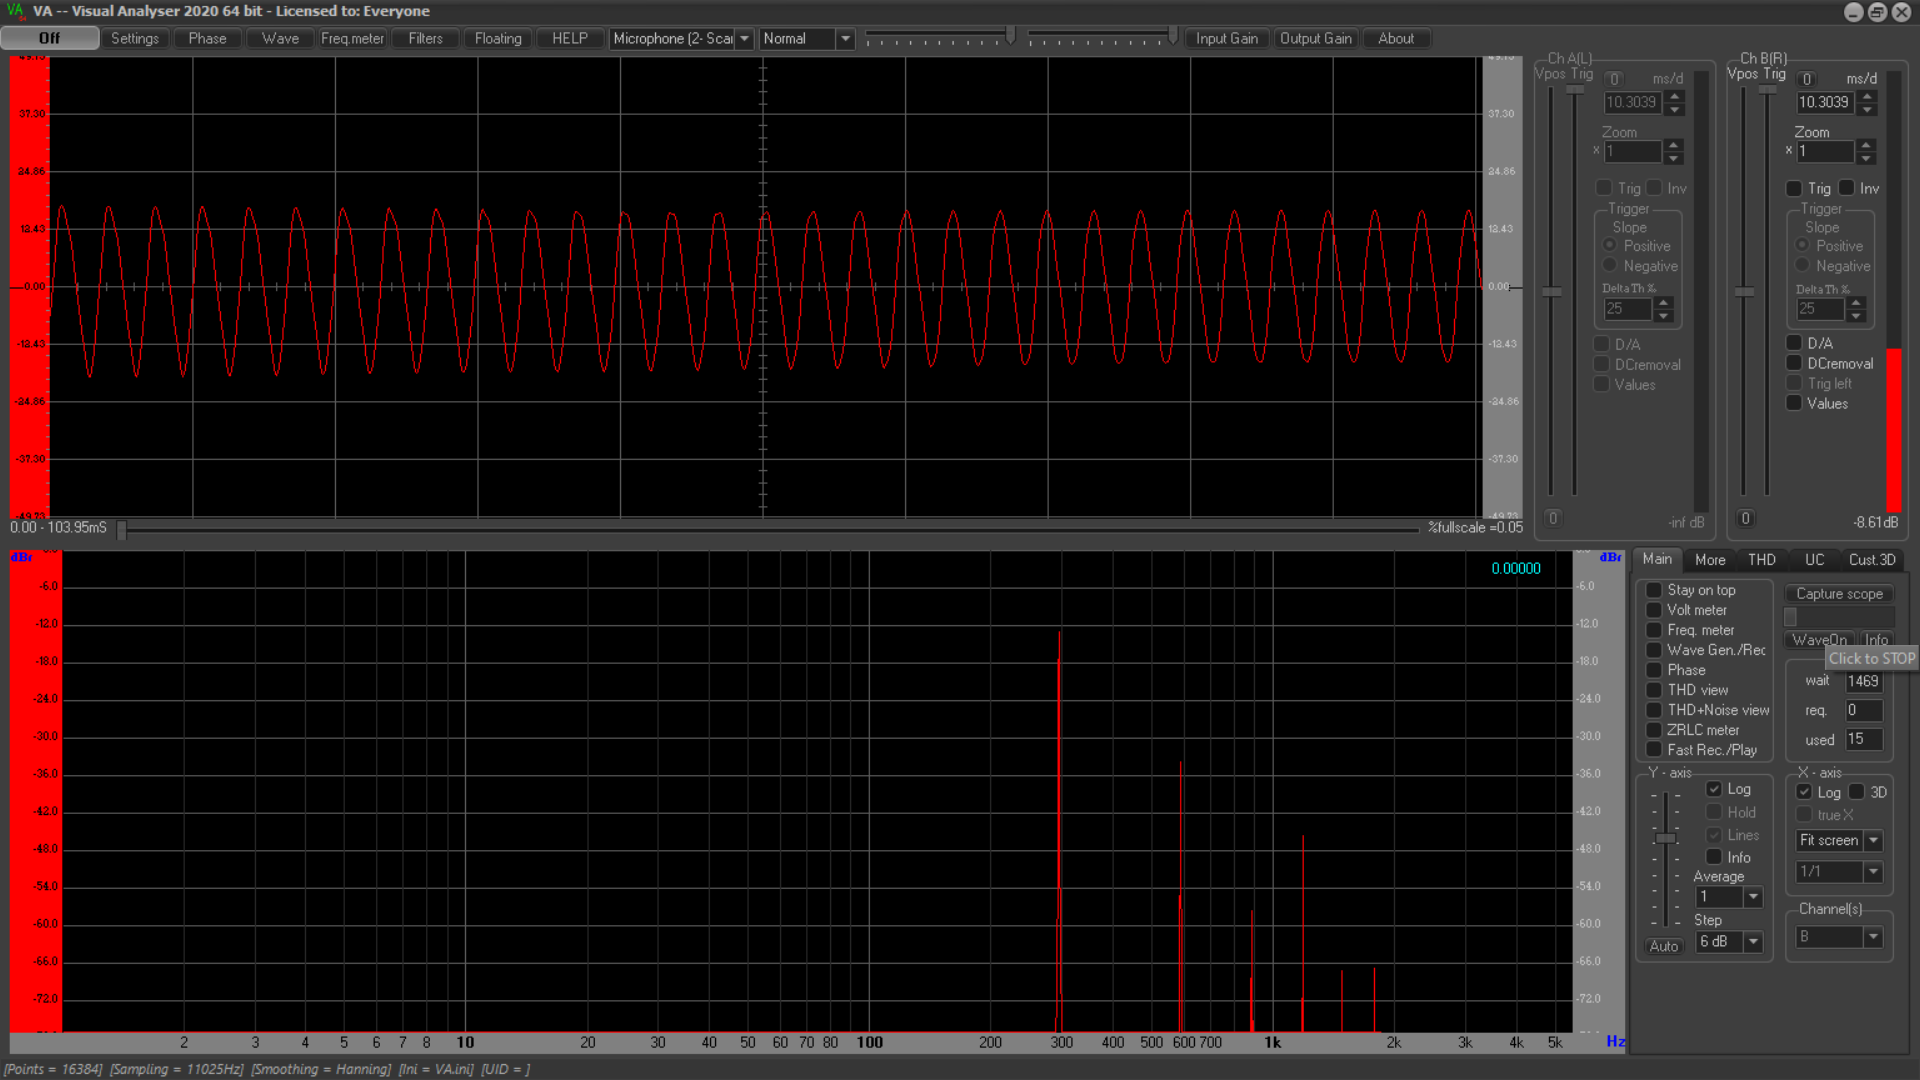 VA -- Visual Analyser 2020 64 bit - Licensed to: Everyone
Off Settings Phase Wave Freq.meter Filters Floating HELP Microphone (2- Scar Normal Input Gain Output Gain About
37.30
24.86
12.43
0.00
-12.43
-24.86
-37.30
-49.73
37.30
24.86
12.43
0.00
-12.43
-24.86
-37.30
-49.73
0.00 - 103.95mS %fullscale =0.05
Ch A(L)
Vpos Trig 0 ms/d
10.3039
Zoom
x 1
Trig Inv
Trigger
Slope
Positive
Negative
Delta Th %
25
D/A
DCremoval
Values
0 -inf dB
Ch B(R)
Vpos Trig 0 ms/d
10.3039
Zoom
x 1
Trig Inv
Trigger
Slope
Positive
Negative
Delta Th %
25
D/A
DCremoval
Trig left
Values
0 -8.61dB
dBr
-6.0
-12.0
-18.0
-24.0
-30.0
-36.0
-42.0
-48.0
-54.0
-60.0
-66.0
-72.0
0.00000
dBr
-6.0
-12.0
-18.0
-24.0
-30.0
-36.0
-42.0
-48.0
-54.0
-60.0
-66.0
-72.0
2 3 4 5 6 7 8 10 20 30 40 50 60 70 80 100 200 300 400 500 600 700 1k 2k 3k 4k 5k Hz
Main More THD UC Cust.3D
Stay on top
Volt meter
Freq. meter
Wave Gen./Rec
Phase
THD view
THD+Noise view
ZRLC meter
Fast Rec./Play
Capture scope
WaveOn Info
Click to STOP
wait 1469
req. 0
used 15
Y - axis
Log
Hold
Lines
Info
Average
1
Step
Auto 6 dB
X - axis
Log 3D
true X
Fit screen
1/1
Channel(s)
B
[Points = 16384] [Sampling = 11025Hz] [Smoothing = Hanning] [Ini = VA.ini] [UID = ]